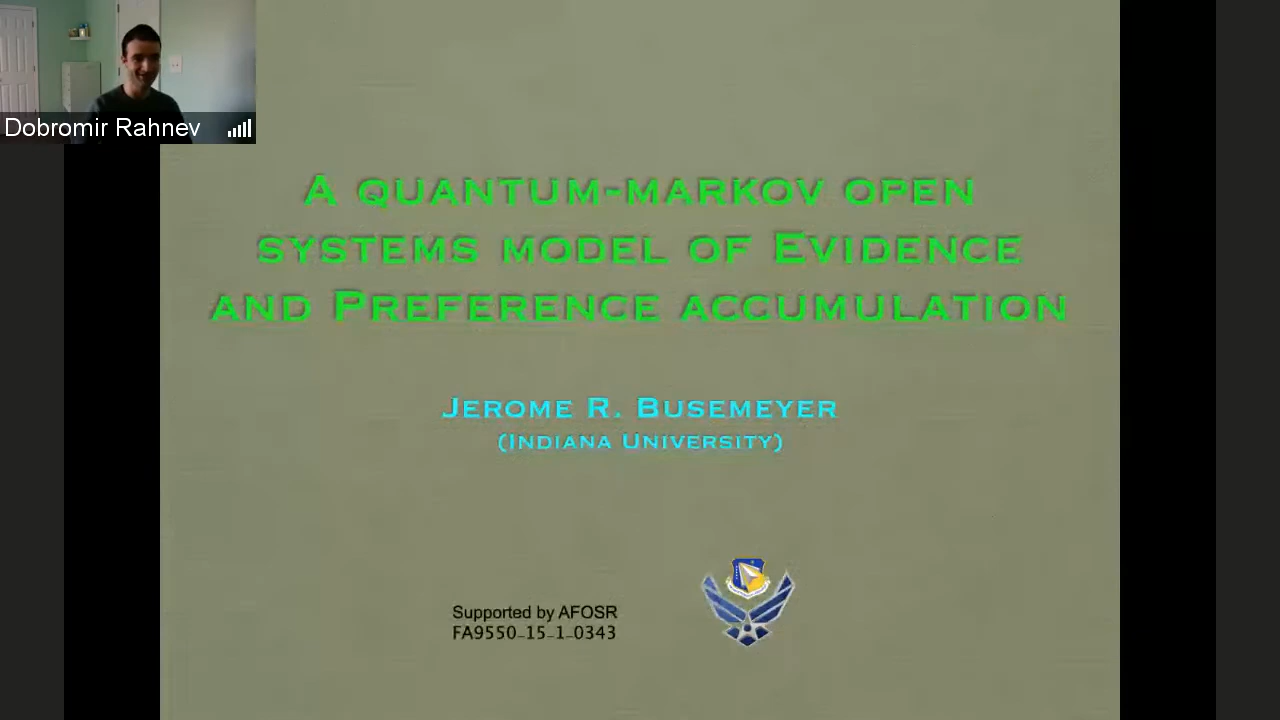 Dobromir Rahnev
A QUANTUM-MARKOV OPEN
SYSTEMS MODEL OF EVIDENCE
AND PREFERENCE ACCUMULATION
JEROME R. BUSEMEYER
(INDIANA UNIVERSITY)
Supported by AFOSR
FA9550-15-1-0343